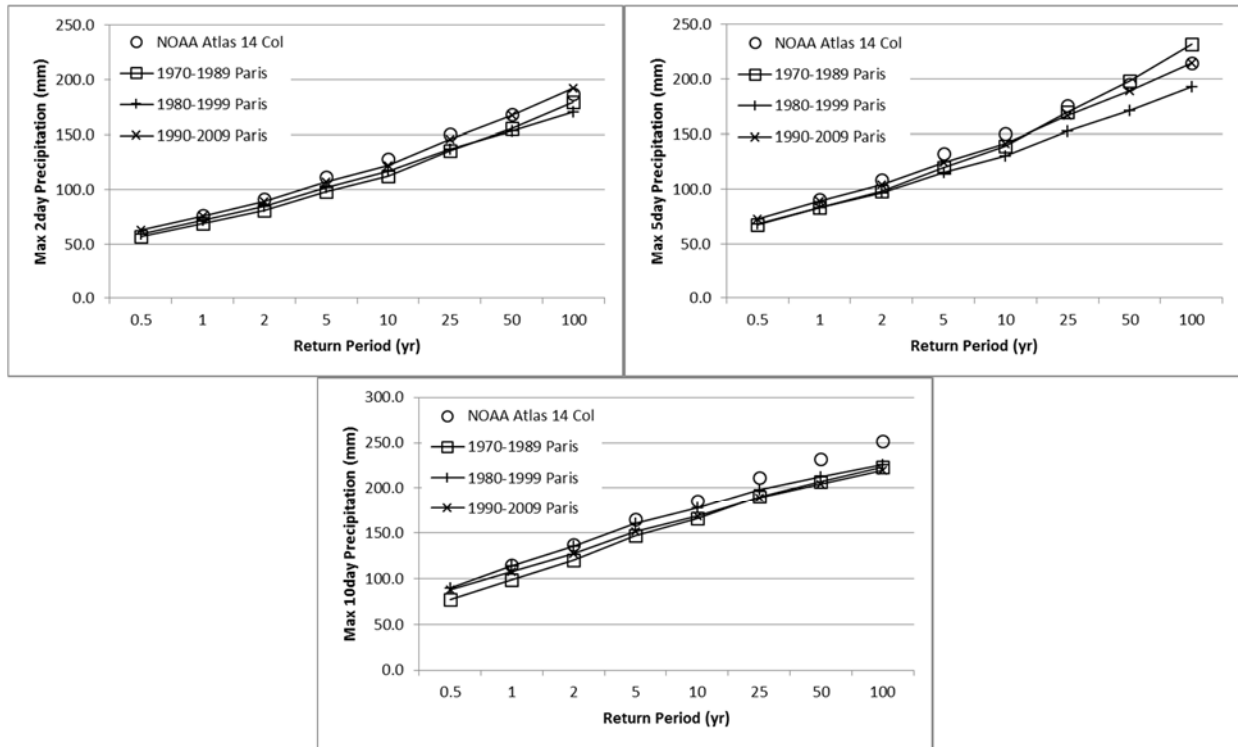 Max 2day Precipitation (mm)
250.0
200.0
150.0
100.0
50.0
0.0
NOAA Atlas 14 Col
1970-1989 Paris
1980-1999 Paris
1990-2009 Paris
0.5 1 2 5 10 25 50 100
Return Period (yr)
Max 5day Precipitation (mm)
250.0
200.0
150.0
100.0
50.0
0.0
NOAA Atlas 14 Col
1970-1989 Paris
1980-1999 Paris
1990-2009 Paris
0.5 1 2 5 10 25 50 100
Return Period (yr)
Max 10day Precipitation (mm)
300.0
250.0
200.0
150.0
100.0
50.0
0.0
NOAA Atlas 14 Col
1970-1989 Paris
1980-1999 Paris
1990-2009 Paris
0.5 1 2 5 10 25 50 100
Return Period (yr)